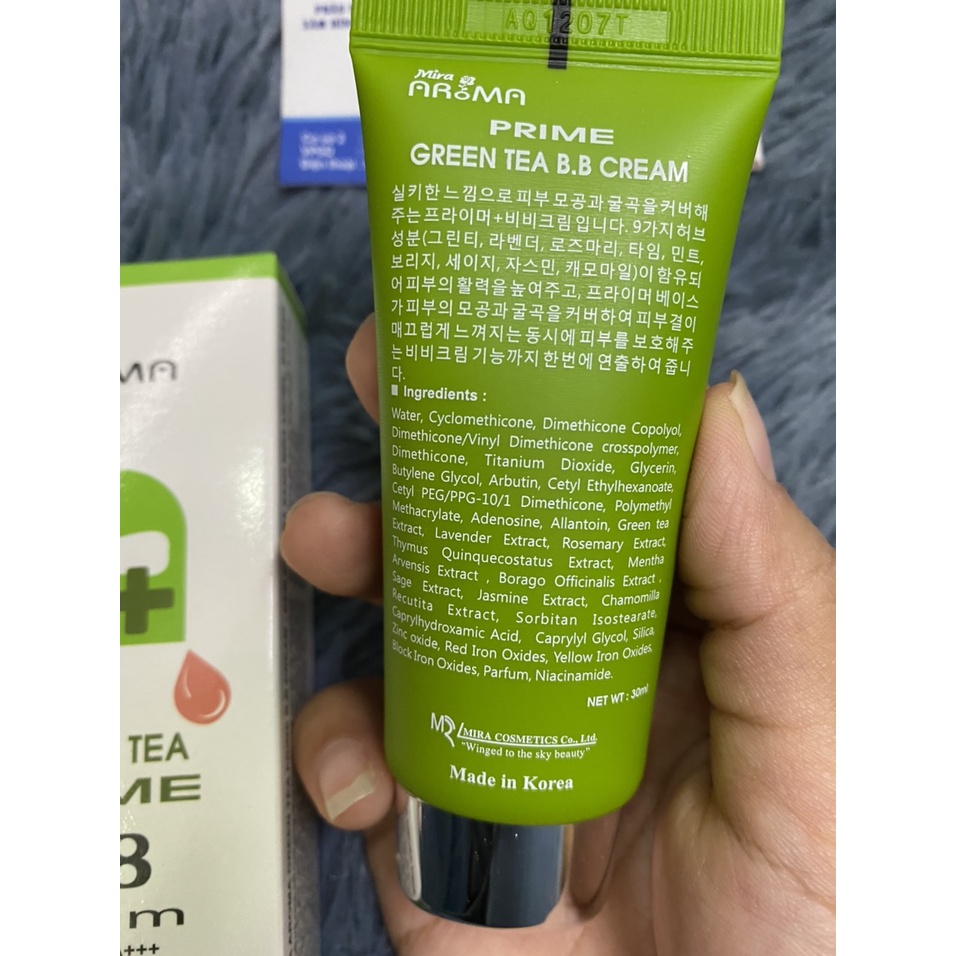 AQ1207T
Mira
AROMA
PRIME
GREEN TEA B.B CREAM
실키한 느낌으로 피부 모공과 굴곡을 커버해
주는 프라이머+비비크림 입니다. 9가지 허브
성분(그린티, 라벤더, 로즈마리, 타임, 민트,
보리지, 세이지, 자스민, 캐모마일)이 함유되
어 피부의 활력을 높여주고, 프라이머 베이스
가 피부의 모공과 굴곡을 커버하여 피부결이
매끄럽게 느껴지는 동시에 피부를 보호해주
는 비비크림 기능까지 한번에 연출하여 줍니
다.
Ingredients :
Water, Cyclomethicone, Dimethicone Copolyol,
Dimethicone/Vinyl Dimethicone crosspolymer,
Dimethicone, Titanium Dioxide, Glycerin,
Butylene Glycol, Arbutin, Cetyl Ethylhexanoate,
Cetyl PEG/PPG-10/1 Dimethicone, Polymethyl
Methacrylate, Adenosine, Allantoin, Green tea
Extract, Lavender Extract, Rosemary Extract,
Thymus Quinquecostatus Extract, Mentha
Arvensis Extract , Borago Officinalis Extract ,
Sage Extract, Jasmine Extract, Chamomilla
Recutita Extract, Sorbitan Isostearate,
Caprylhydroxamic Acid, Caprylyl Glycol, Silica,
Zinc oxide, Red Iron Oxides, Yellow Iron Oxides,
Block Iron Oxides, Parfum, Niacinamide.
NET WT : 30ml
MR MIRA COSMETICS Co., Ltd.
"Winged to the sky beauty"
Made in Korea
OMA
+
TEA
ME
B
m
A+++